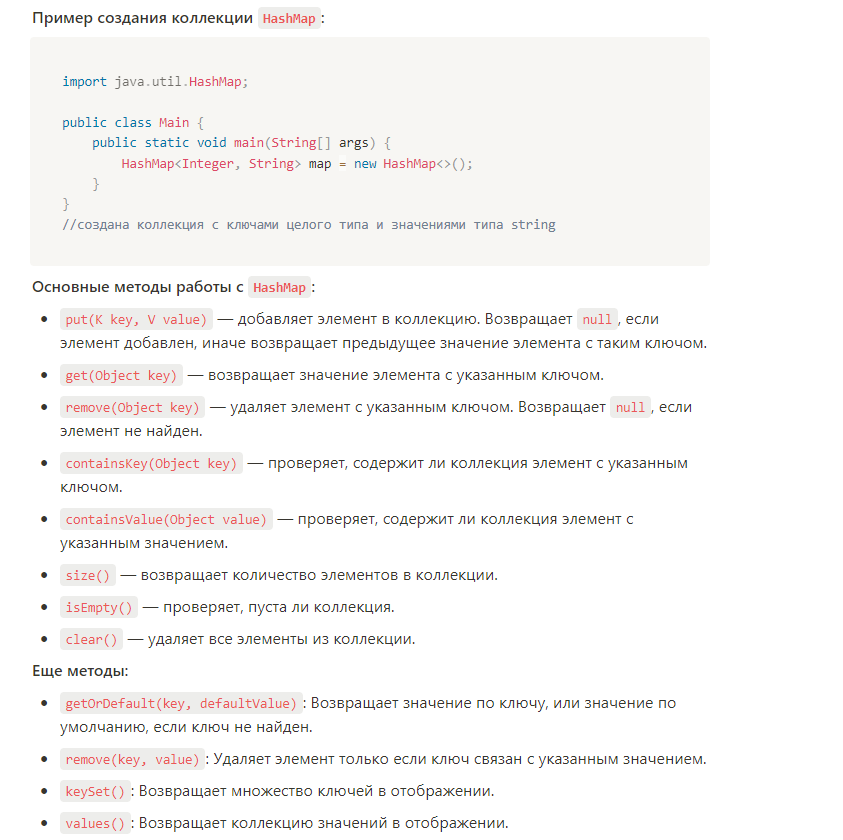 Пример создания коллекции HashMap:
import java.util.HashMap;
public class Main {
public static void main(String[] args) {
HashMap<Integer, String> map = new HashMap<>();
}
}
//создана коллекция с ключами целого типа и значениями типа string
Основные методы работы с HashMap:
• put(K key, V value) — добавляет элемент в коллекцию. Возвращает null, если
элемент добавлен, иначе возвращает предыдущее значение элемента с таким ключом.
• get(Object key) — возвращает значение элемента с указанным ключом.
• remove(Object key) — удаляет элемент с указанным ключом. Возвращает null, если
элемент не найден.
• containsKey(Object key) — проверяет, содержит ли коллекция элемент с указанным
ключом.
• containsValue(Object value) — проверяет, содержит ли коллекция элемент с
указанным значением.
• size() — возвращает количество элементов в коллекции.
• isEmpty() — проверяет, пуста ли коллекция.
• clear() — удаляет все элементы из коллекции.
Еще методы:
• getOrDefault(key, defaultValue): Возвращает значение по ключу, или значение по
умолчанию, если ключ не найден.
• remove(key, value): Удаляет элемент только если ключ связан с указанным значением.
• keySet(): Возвращает множество ключей в отображении.
• values(): Возвращает коллекцию значений в отображении.